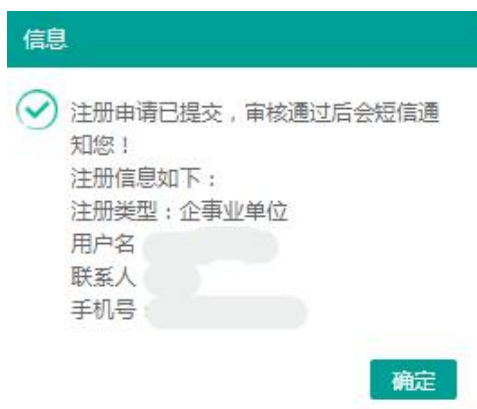 信息
注册申请已提交，审核通过后会短信通
知您！
注册信息如下：
注册类型：企事业单位
用户名
联系人
手机号：
确定